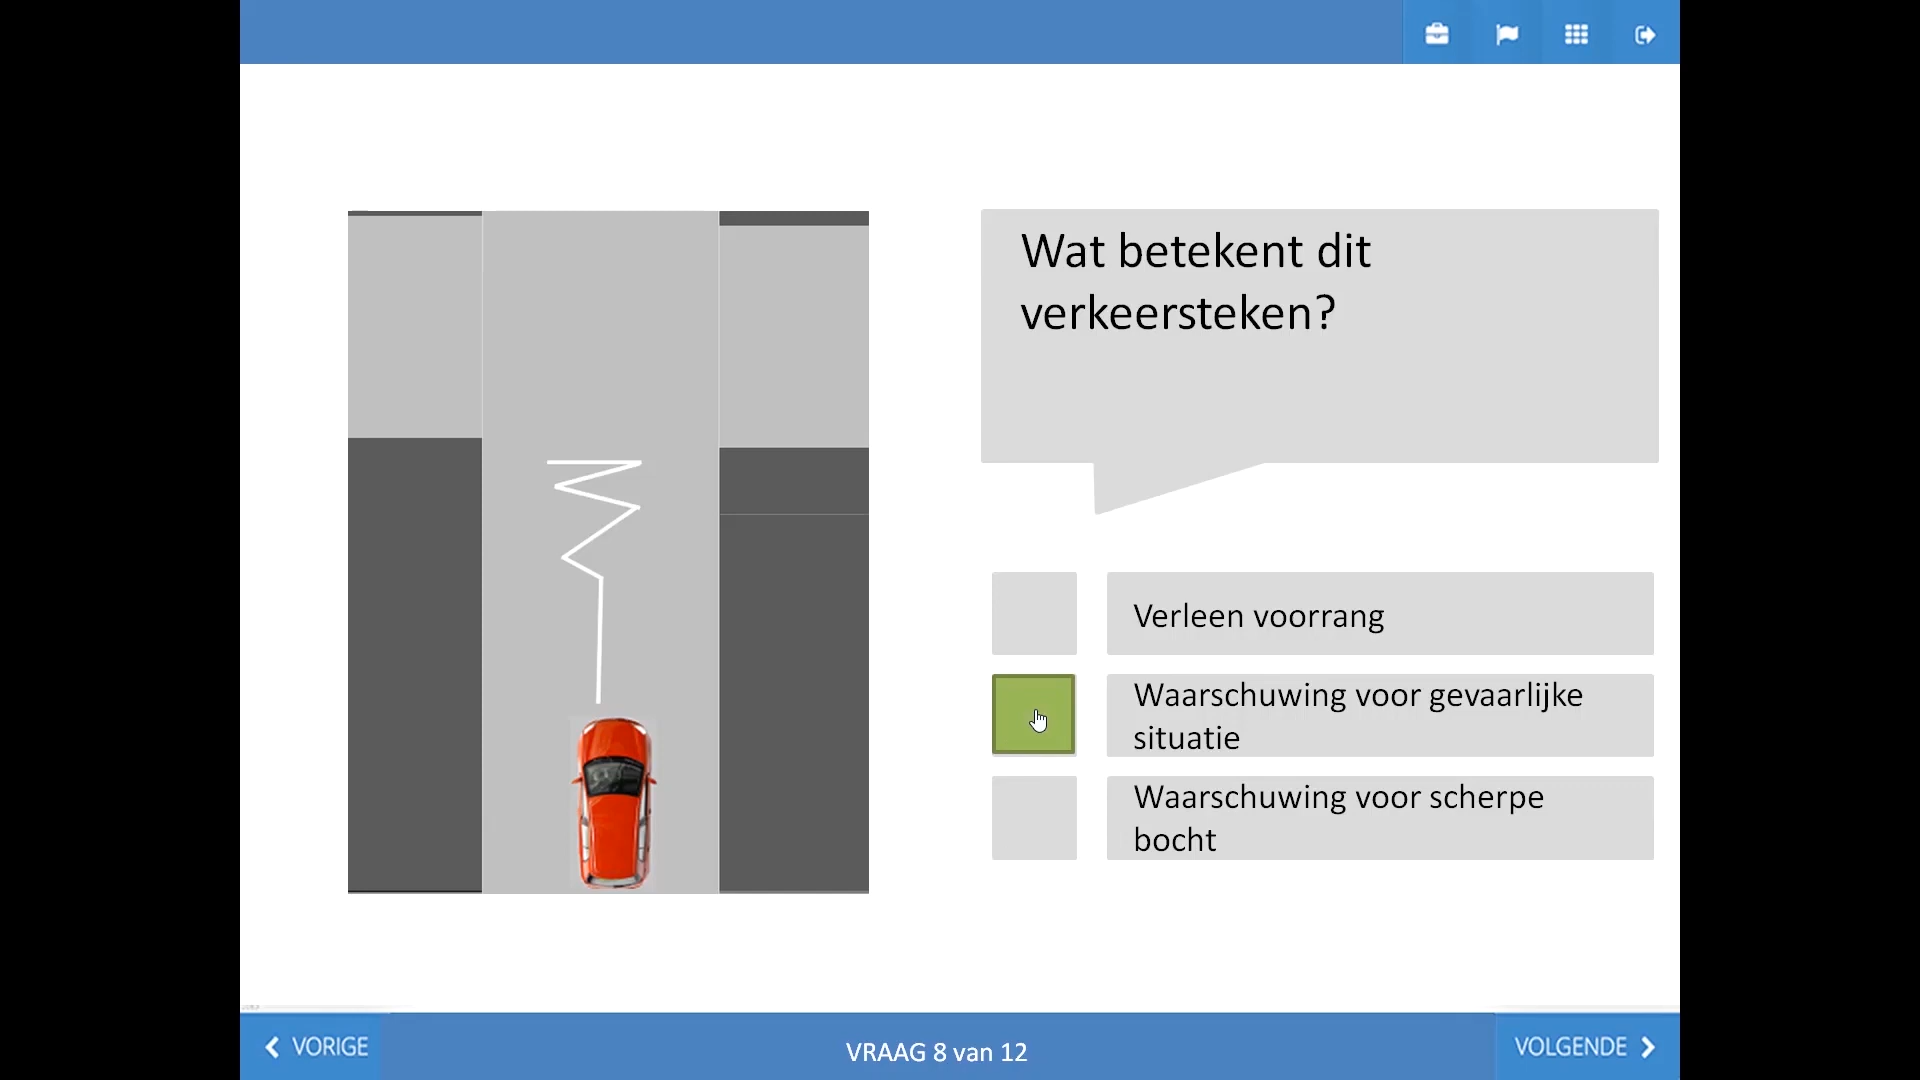 Wat betekent dit
verkeersteken?
Verleen voorrang
Waarschuwing voor gevaarlijke
situatie
Waarschuwing voor scherpe
bocht
VORIGE
VRAAG 8 van 12
VOLGENDE